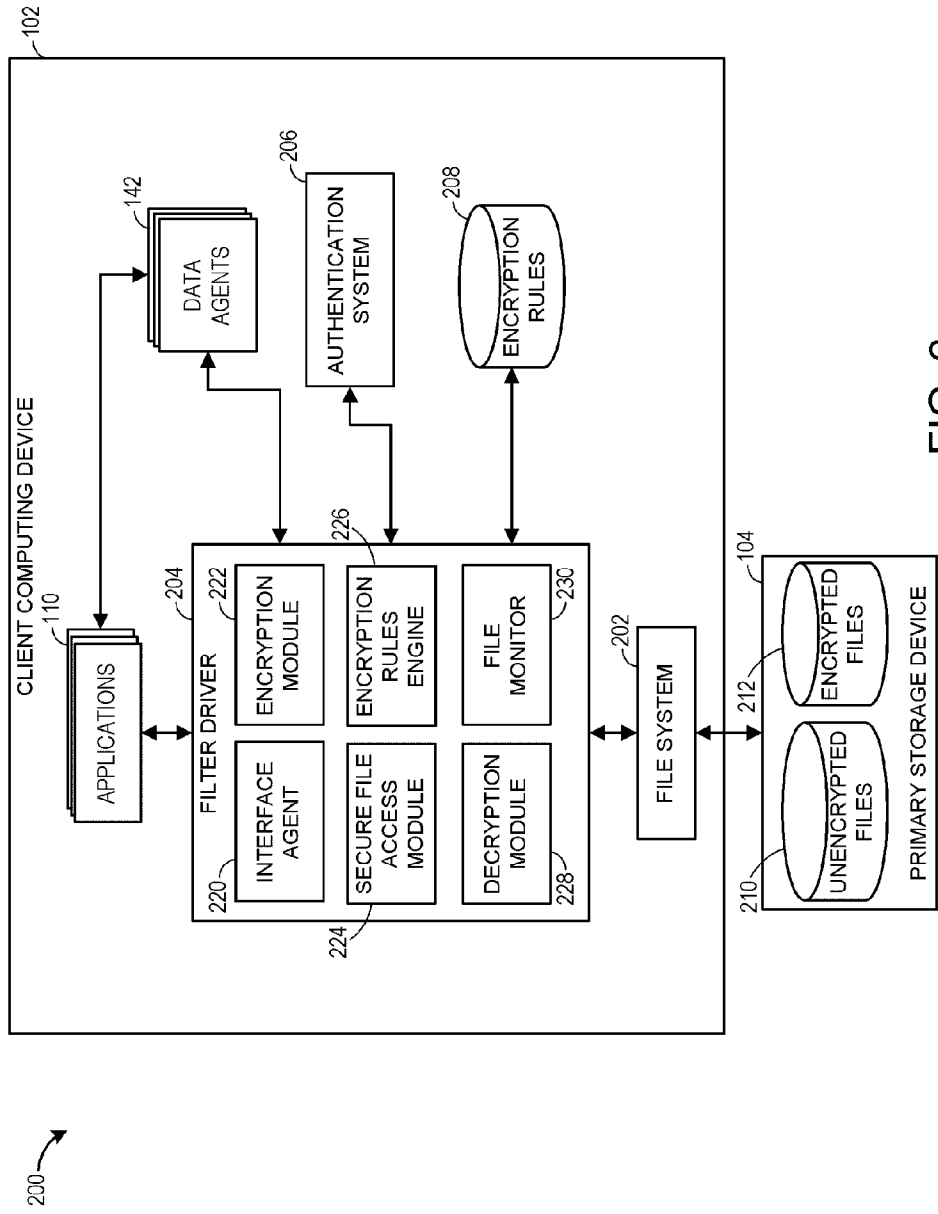 200
102
CLIENT COMPUTING DEVICE
110
APPLICATIONS
142
DATA
AGENTS
204
FILTER DRIVER
220
INTERFACE
AGENT
222
ENCRYPTION
MODULE
206
AUTHENTICATION
SYSTEM
224
SECURE FILE
ACCESS
MODULE
226
ENCRYPTION
RULES
ENGINE
208
ENCRYPTION
RULES
228
DECRYPTION
MODULE
230
FILE
MONITOR
202
FILE SYSTEM
104
210
UNENCRYPTED
FILES
212
ENCRYPTED
FILES
PRIMARY STORAGE DEVICE
FIG.